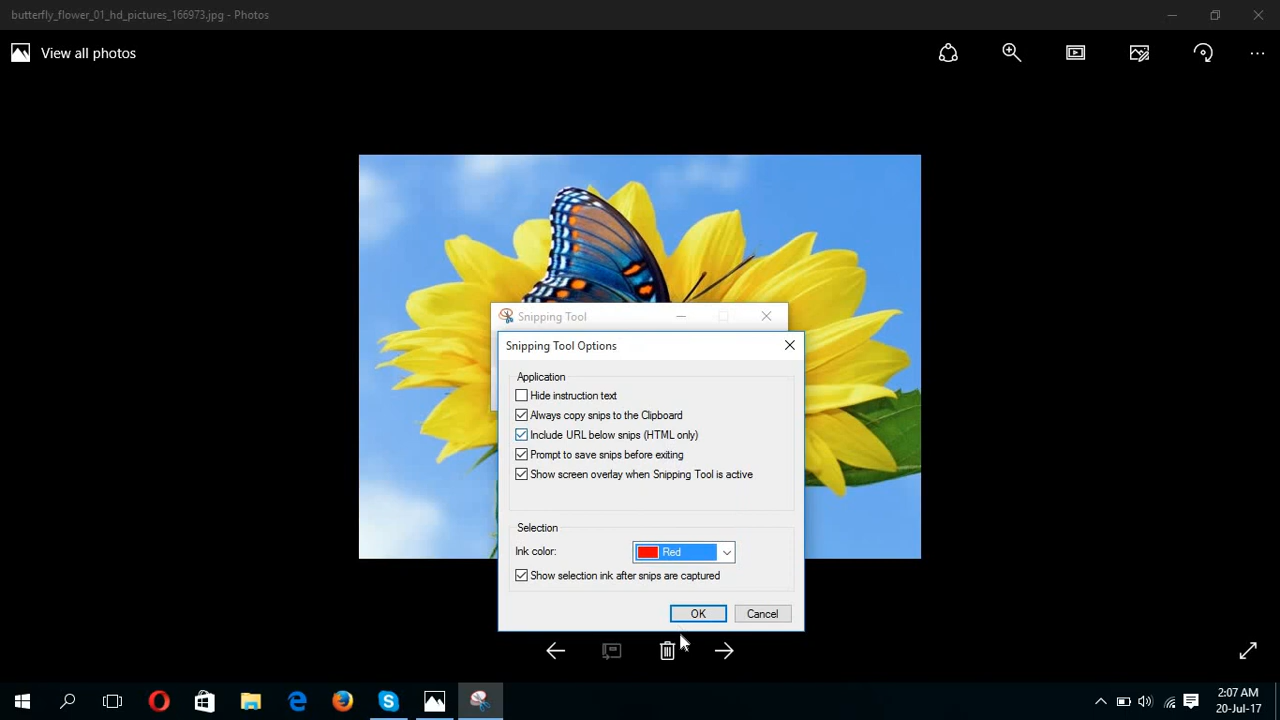 butterfly_flower_01_hd_pictures_166973.jpg - Photos
View all photos
Snipping Tool
Snipping Tool Options
Application
Hide instruction text
Always copy snips to the Clipboard
Include URL below snips (HTML only)
Prompt to save snips before exiting
Show screen overlay when Snipping Tool is active
Selection
Ink color:
Red
Show selection ink after snips are captured
OK
Cancel
2:07 AM
20-Jul-17